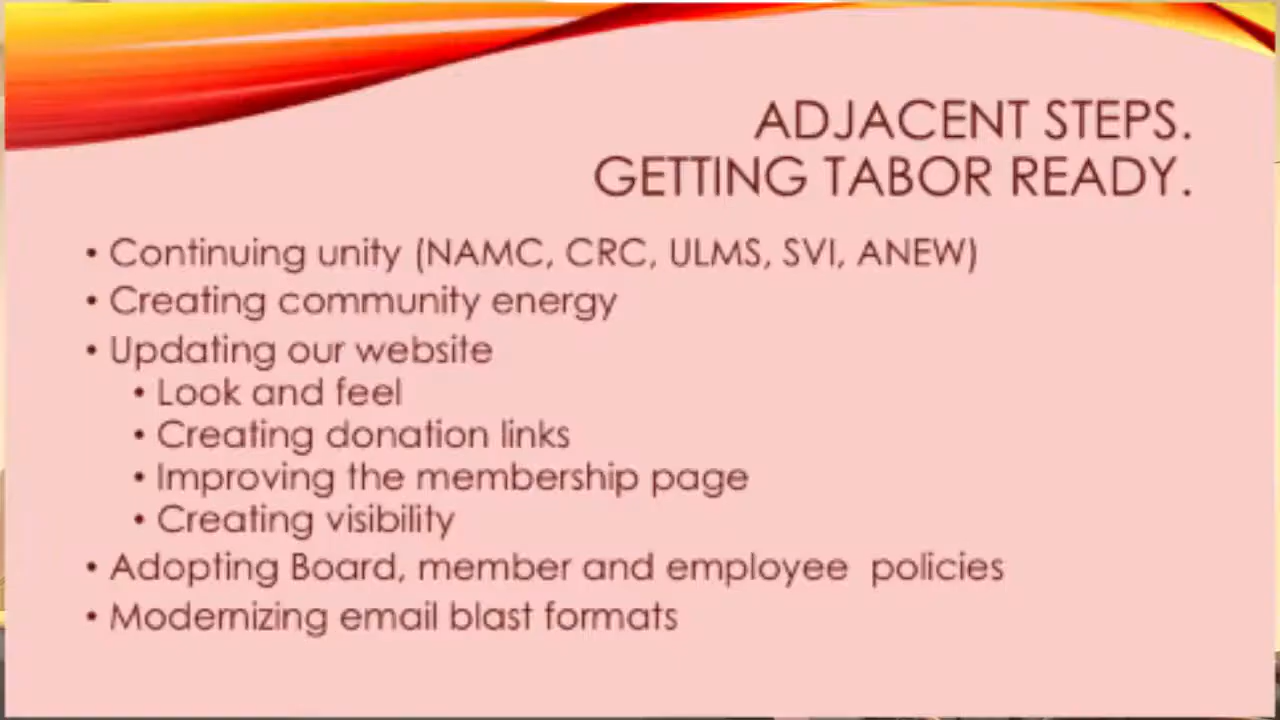 ADJACENT STEPS.
GETTING TABOR READY.
• Continuing unity (NAMC, CRC, ULMS, SVI, ANEW)
• Creating community energy
• Updating our website
• Look and feel
• Creating donation links
• Improving the membership page
• Creating visibility
• Adopting Board, member and employee  policies
• Modernizing email blast formats